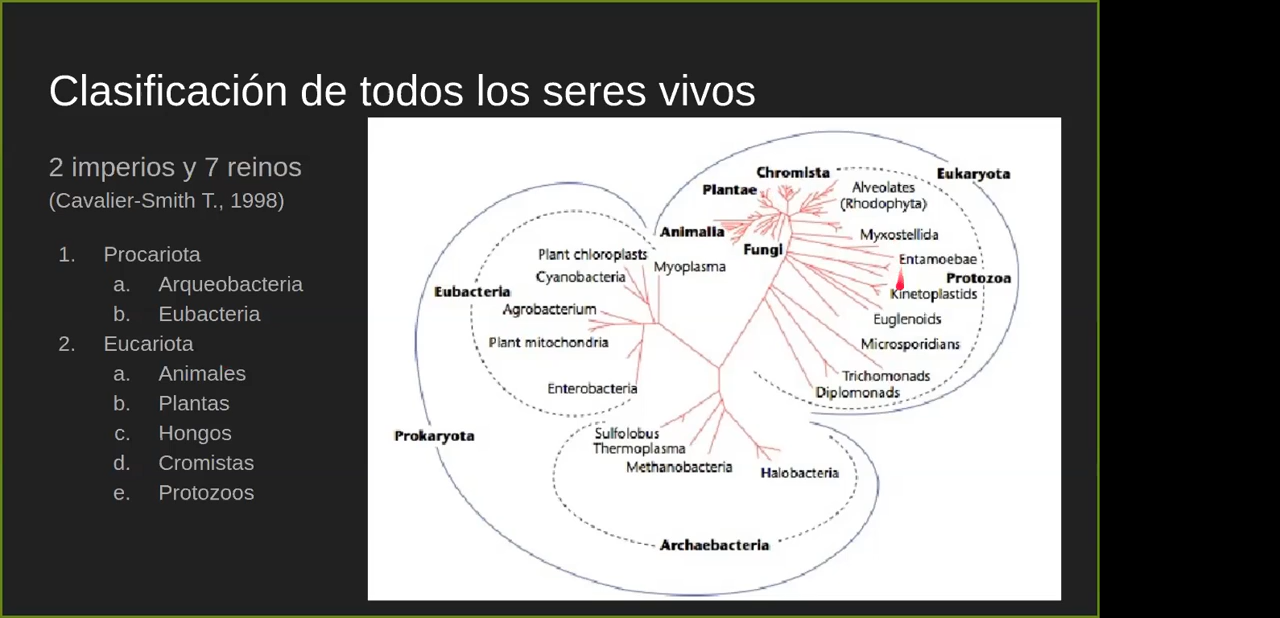 Clasificación de todos los seres vivos
2 imperios y 7 reinos
(Cavalier-Smith T., 1998)
1. Procariota
a. Arqueobacteria
b. Eubacteria
2. Eucariota
a. Animales
b. Plantas
c. Hongos
d. Cromistas
e. Protozoos
Chromista
Eukaryota
Plantae
Alveolates
(Rhodophyta)
Animalia
Myxostellida
Fungi
Plant chloroplasts
Myoplasma
Entamoebae
Cyanobacteria
Protozoa
Eubacteria
Kinetoplastids
Agrobacterium
Euglenoids
Plant mitochondria
Microsporidians
Trichomonads
Enterobacteria
Diplomonads
Prokaryota
Sulfolobus
Thermoplasma
Methanobacteria
Halobacteria
Archaebacteria